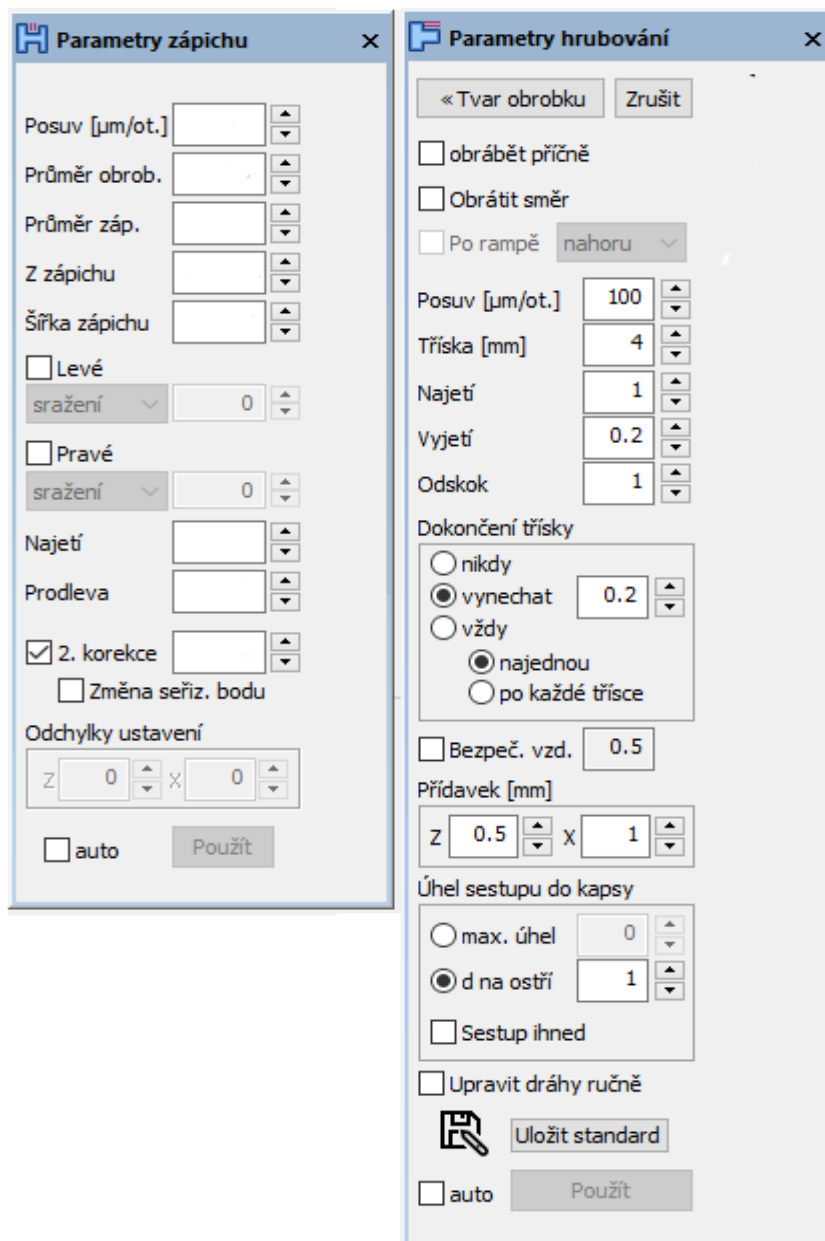 Parametry zápichu
Posuv [µm/ot.]
Průměr obrob.
Průměr záp.
Z zápichu
Šířka zápichu
Levé
sražení 0
Pravé
sražení 0
Najetí
Prodleva
2. korekce
Změna seřiz. bodu
Odchylky ustavení
Z 0 X 0
auto Použít
Parametry hrubování
« Tvar obrobku Zrušit
obrábět příčně
Obrátit směr
Po rampě nahoru
Posuv [µm/ot.] 100
Tříska [mm] 4
Najetí 1
Vyjetí 0.2
Odskok 1
Dokončení třísky
nikdy
vynechat 0.2
vždy
najednou
po každé třísce
Bezpeč. vzd. 0.5
Přídavek [mm]
Z 0.5 X 1
Úhel sestupu do kapsy
max. úhel 0
d na ostří 1
Sestup ihned
Upravit dráhy ručně
Uložit standard
auto Použít